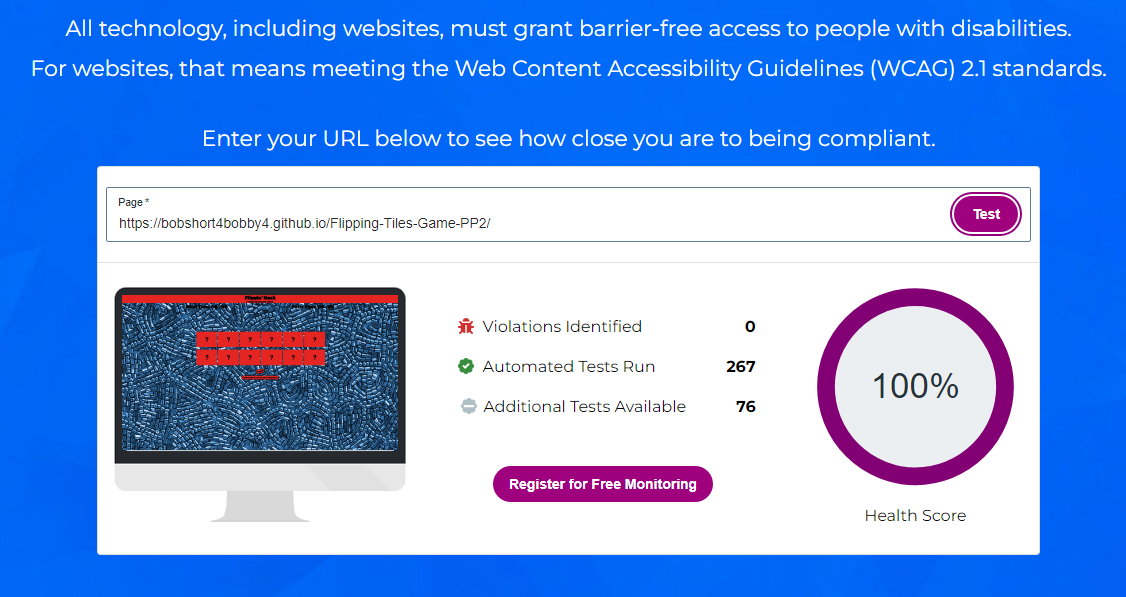 All technology, including websites, must grant barrier-free access to people with disabilities.
For websites, that means meeting the Web Content Accessibility Guidelines (WCAG) 2.1 standards.
Enter your URL below to see how close you are to being compliant.
Page *
https://bobshort4bobby4.github.io/Flipping-Tiles-Game-PP2/
Test
? ? ? ? ? ?
? ? ? ? ? ?
Violations Identified 0
Automated Tests Run 267
Additional Tests Available 76
100%
Register for Free Monitoring
Health Score